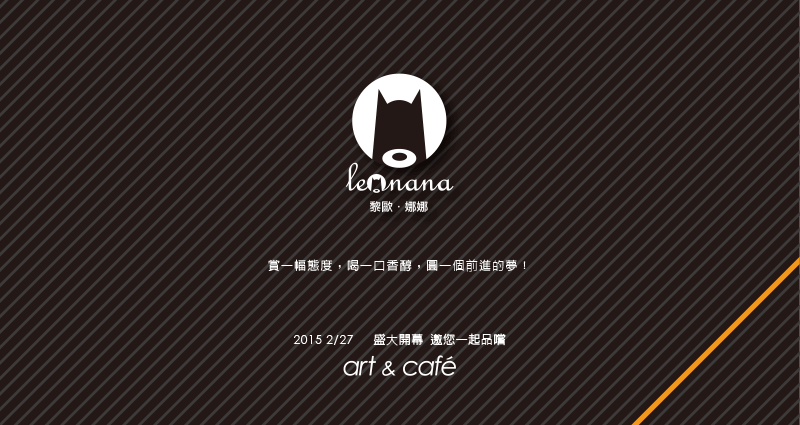 leonana
黎歐·娜娜
賞一幅態度,喝一口香醇,圓一個前進的夢!
2015 2/27 盛大開幕 邀您一起品嚐
art & café